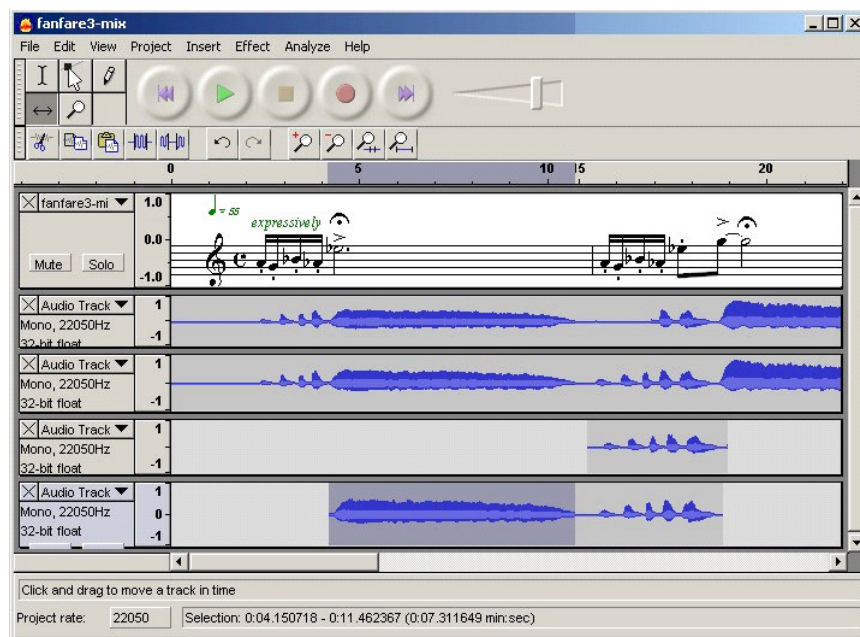 fanfare3-mix
File Edit View Project Insert Effect Analyze Help
0 5 10 15 20
fanfare3-mi 1.0
0.0
Mute Solo
-1.0
= 55
expressively
Audio Track 1
Mono, 22050Hz
32-bit float -1
Audio Track 1
Mono, 22050Hz
32-bit float -1
Audio Track 1
Mono, 22050Hz
32-bit float -1
Audio Track 1
Mono, 22050Hz 0
32-bit float -1
Click and drag to move a track in time
Project rate: 22050 Selection: 0:04.150718 - 0:11.462367 (0:07.311649 min:sec)